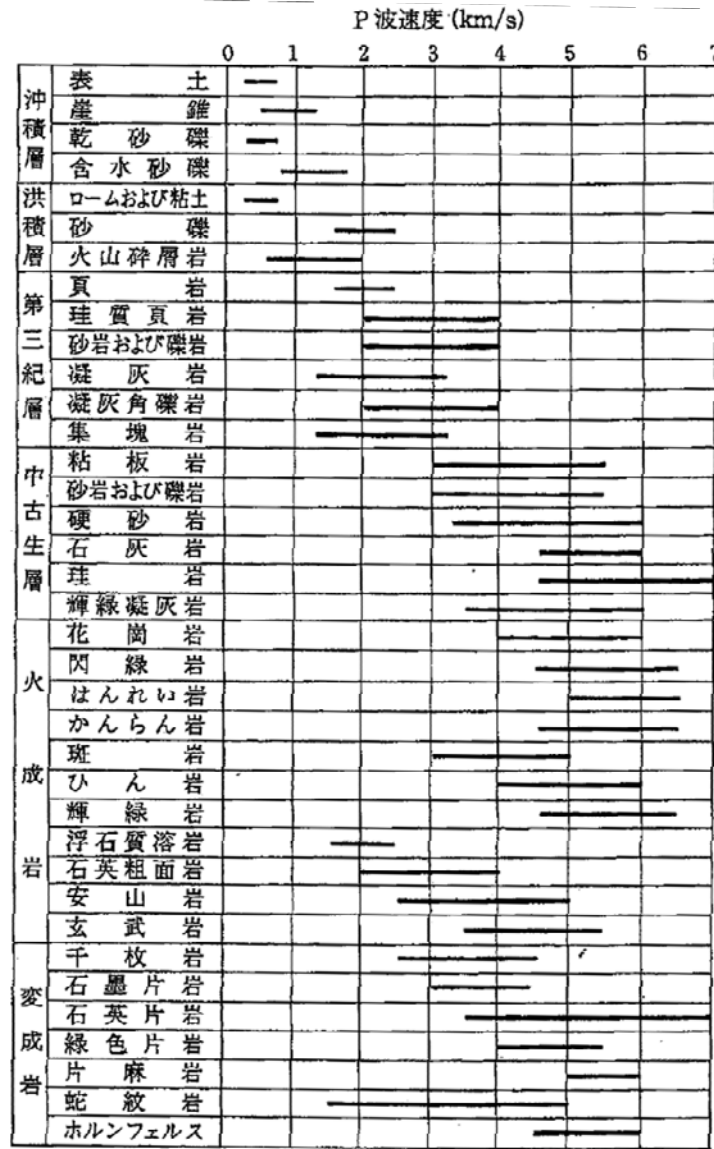 P波速度(km/s)
0 1 2 3 4 5 6 7
沖積層
表土
崖錐
乾砂礫
含水砂礫
洪積層
ロームおよび粘土
砂礫
火山砕層岩
第三紀層
頁岩
珪質頁岩
砂岩および礫岩
凝灰岩
凝灰角礫岩
集塊岩
中古生層
粘板岩
砂岩および礫岩
硬砂岩
石灰岩
珪岩
輝緑凝灰岩
火成岩
花崗岩
閃緑岩
はんれい岩
かんらん岩
斑岩
ひん岩
輝緑岩
浮石質溶岩
石英粗面岩
安山岩
玄武岩
変成岩
千枚岩
石墨片岩
石英片岩
緑色片岩
片麻岩
蛇紋岩
ホルンフェルス